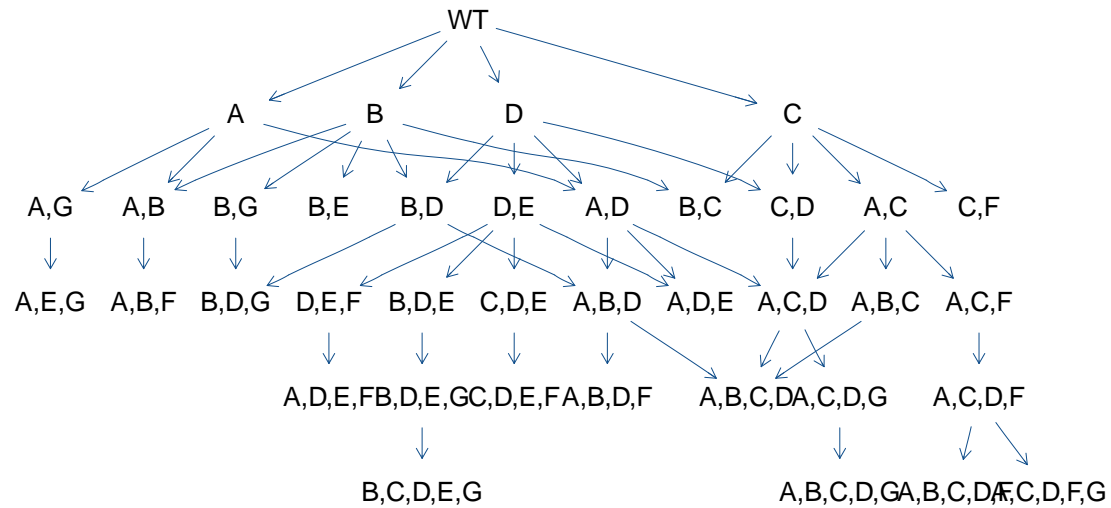 WT
A B D C
A,G A,B B,G B,E B,D D,E A,D B,C C,D A,C C,F
A,E,G A,B,F B,D,G D,E,F B,D,E C,D,E A,B,D A,D,E A,C,D A,B,C A,C,F
A,D,E,F B,D,E,G C,D,E,F A,B,D,F A,B,C,D A,C,D,G A,C,D,F
B,C,D,E,G A,B,C,D,G A,B,C,D,F A,C,D,F,G